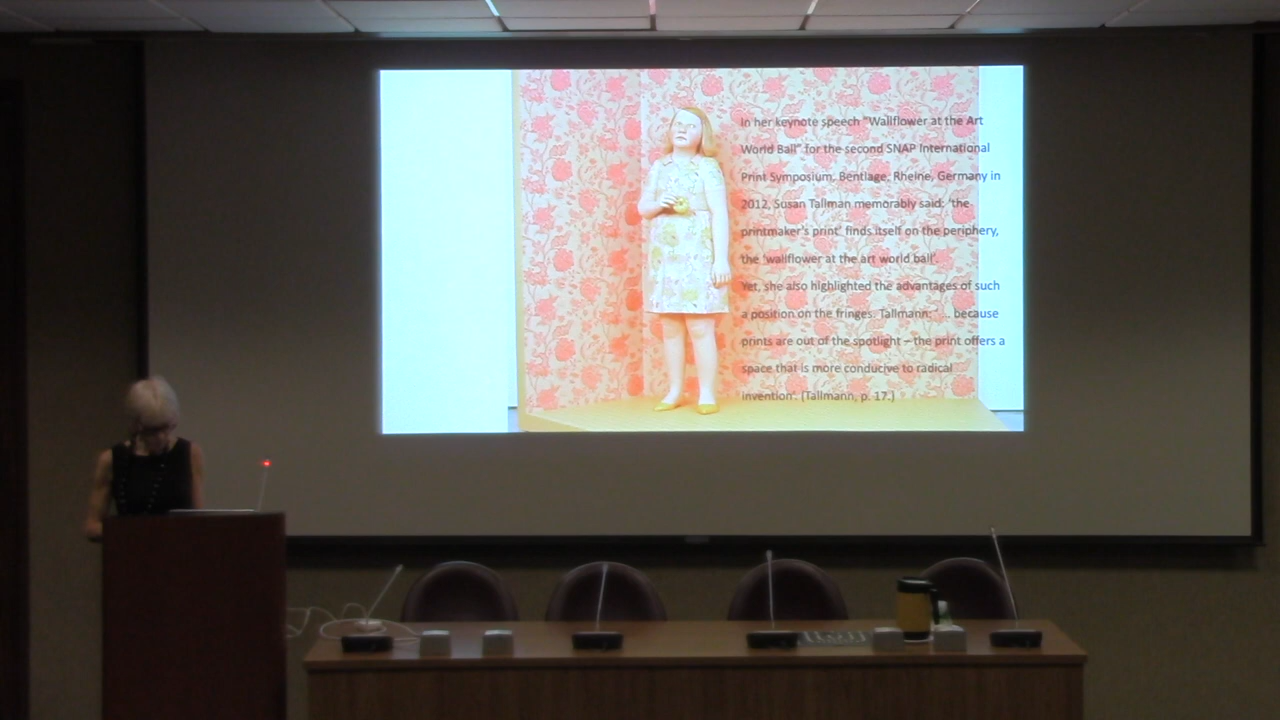 In her keynote speech "Wallflower at the Art
World Ball" for the second SNAP International
Print Symposium, Bentlage, Rheine, Germany in
2012, Susan Tallman memorably said: 'the
printmaker's print' finds itself on the periphery,
the 'wallflower at the art world ball'.
Yet, she also highlighted the advantages of such
a position on the fringes. Tallmann: ' ... because
prints are out of the spotlight – the print offers a
space that is more conducive to radical
invention'. (Tallmann, p. 17.)